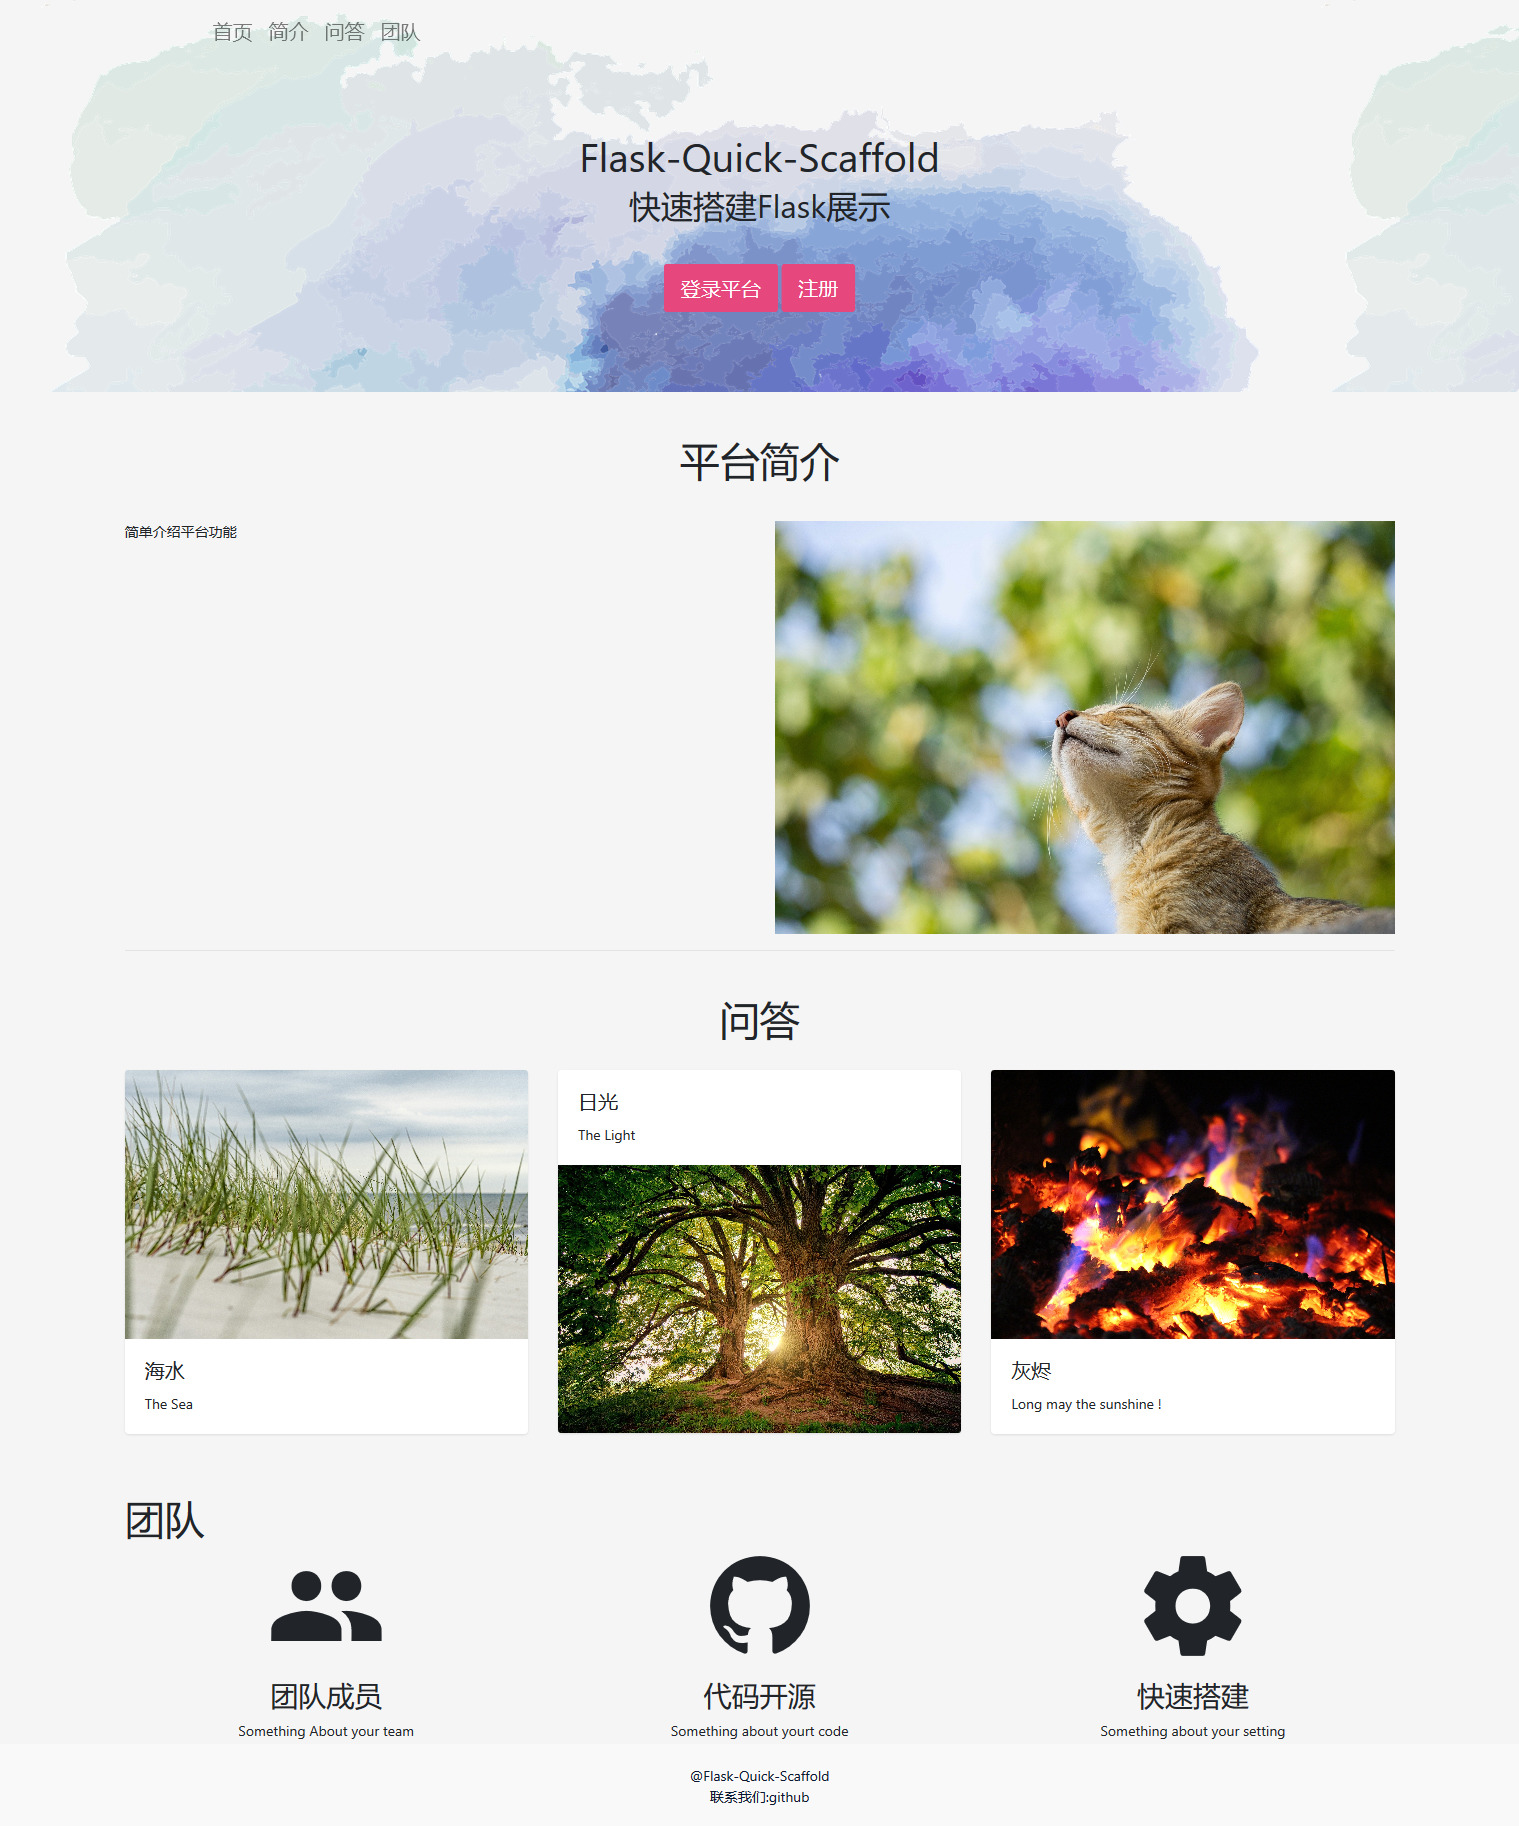 首页 简介 问答 团队
Flask-Quick-Scaffold
快速搭建Flask展示
登录平台 注册
平台简介
简单介绍平台功能
问答
海水
The Sea
日光
The Light
灰烬
Long may the sunshine !
团队
团队成员
Something About your team
代码开源
Something about yourt code
快速搭建
Something about your setting
@Flask-Quick-Scaffold
联系我们:github